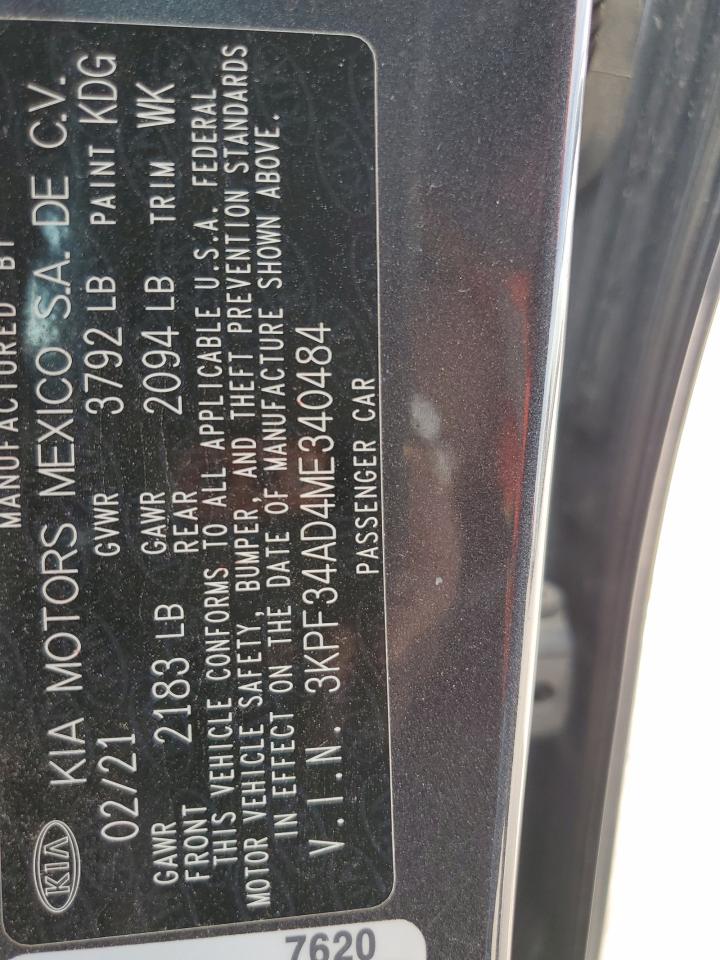 MANUFACTURED BY
KIA KIA MOTORS MEXICO S.A. DE C.V.
02/21 GVWR 3792 LB PAINT KDG
GAWR FRONT 2183 LB GAWR REAR 2094 LB TRIM WK
THIS VEHICLE CONFORMS TO ALL APPLICABLE U.S.A. FEDERAL
MOTOR VEHICLE SAFETY, BUMPER, AND THEFT PREVENTION STANDARDS
IN EFFECT ON THE DATE OF MANUFACTURE SHOWN ABOVE.
V.I.N. 3KPF34AD4ME340484
PASSENGER CAR
7620